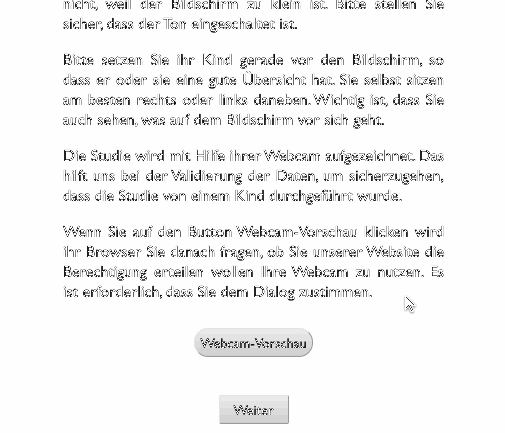 nicht, weil der Bildschirm zu klein ist. Bitte stellen Sie
sicher, dass der Ton eingeschaltet ist.
Bitte setzen Sie ihr Kind gerade vor den Bildschirm, so
dass er oder sie eine gute Übersicht hat. Sie selbst sitzen
am besten rechts oder links daneben. Wichtig ist, dass Sie
auch sehen, was auf dem Bildschirm vor sich geht.
Die Studie wird mit Hilfe ihrer Webcam aufgezeichnet. Das
hilft uns bei der Validierung der Daten, um sicherzugehen,
dass die Studie von einem Kind durchgeführt wurde.
Wenn Sie auf den Button Webcam-Vorschau klicken wird
ihr Browser Sie danach fragen, ob Sie unserer Website die
Berechtigung erteilen wollen Ihre Webcam zu nutzen. Es
ist erforderlich, dass Sie dem Dialog zustimmen.
Webcam-Vorschau
Weiter